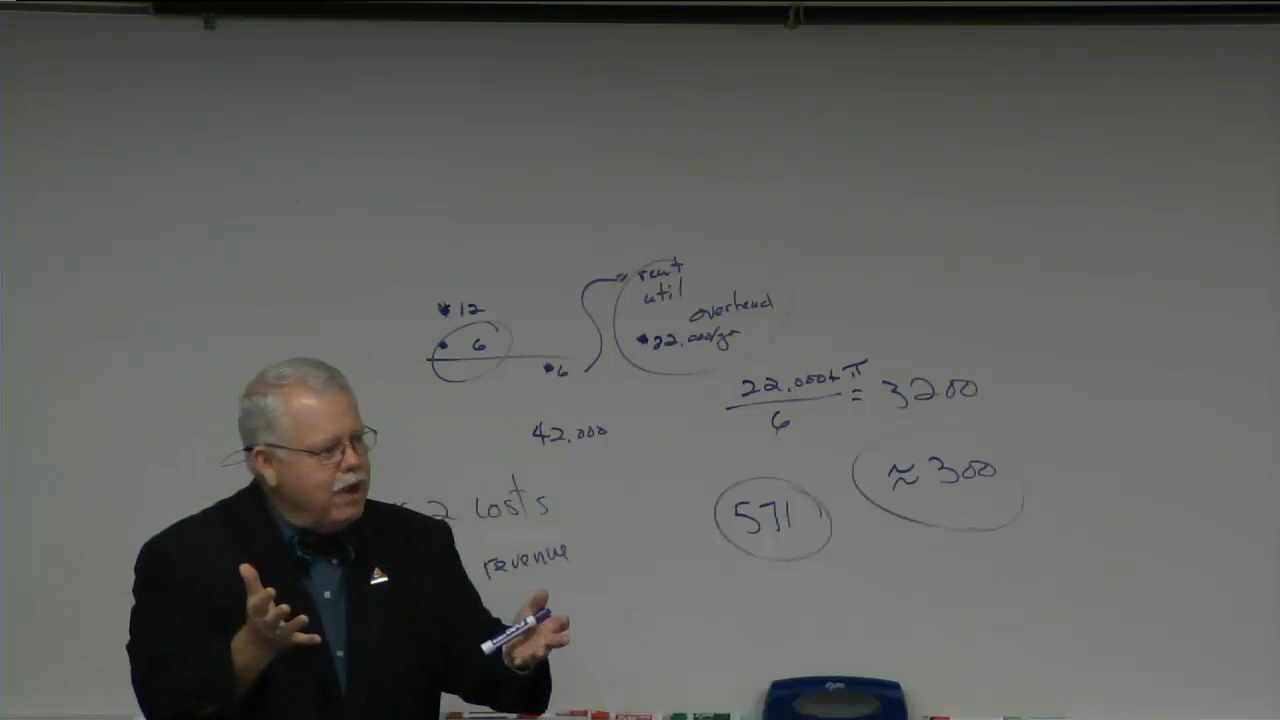 $12
$ 6
$6
rent
util
overhead
$22.000/yr
22.000+π
6
= 3200
42.000
≈300
571
2 costs
revenue